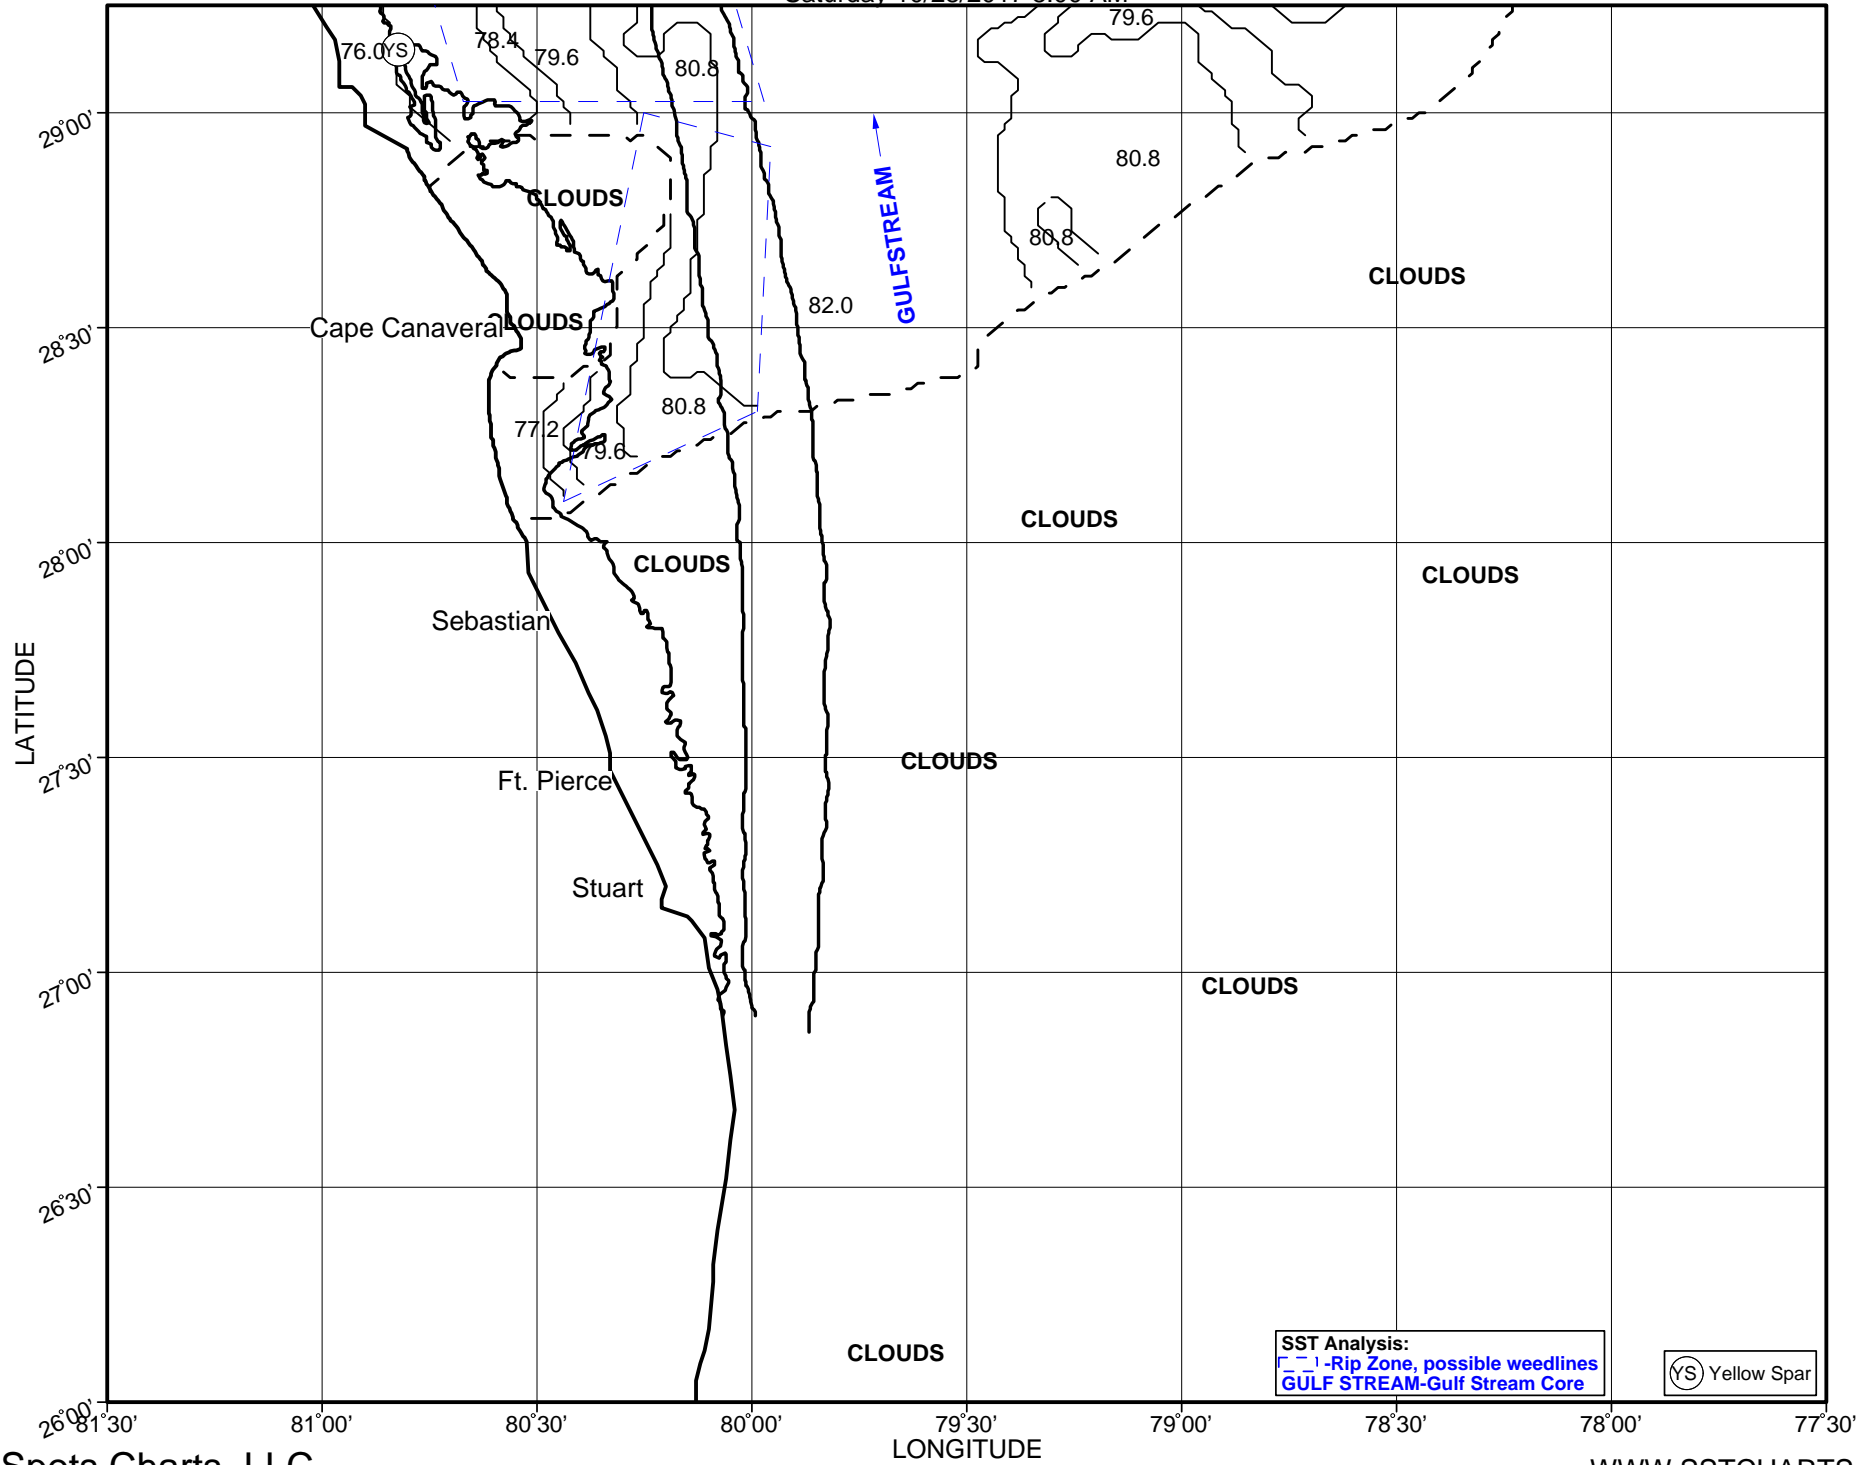 79.6
76.0
YS
78.4
79.6
80.8
29°00'
80.8
CLOUDS
GULFSTREAM
80.8
CLOUDS
82.0
CLOUDS
Cape Canaveral
28°30'
80.8
77.2
79.6
CLOUDS
28°00'
CLOUDS
CLOUDS
Sebastian
LATITUDE
27°30'
CLOUDS
Ft. Pierce
Stuart
27°00'
CLOUDS
26°30'
CLOUDS
SST Analysis:
-Rip Zone, possible weedlines
GULF STREAM-Gulf Stream Core
YS Yellow Spar
26°00'
81°30' 81°00' 80°30' 80°00' 79°30' 79°00' 78°30' 78°00' 77°30'
LONGITUDE